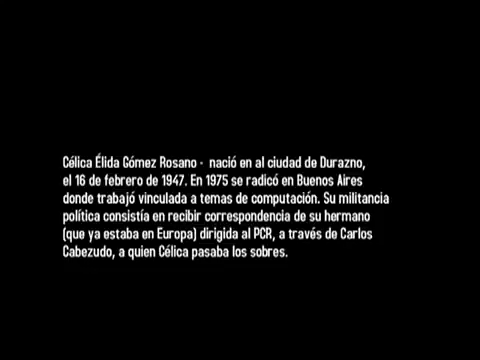 Célica Élida Gómez Rosano - nació en al ciudad de Durazno,
el 16 de febrero de 1947. En 1975 se radicó en Buenos Aires
donde trabajó vinculada a temas de computación. Su militancia
política consistía en recibir correspondencia de su hermano
(que ya estaba en Europa) dirigida al PCR, a través de Carlos
Cabezudo, a quien Célica pasaba los sobres.